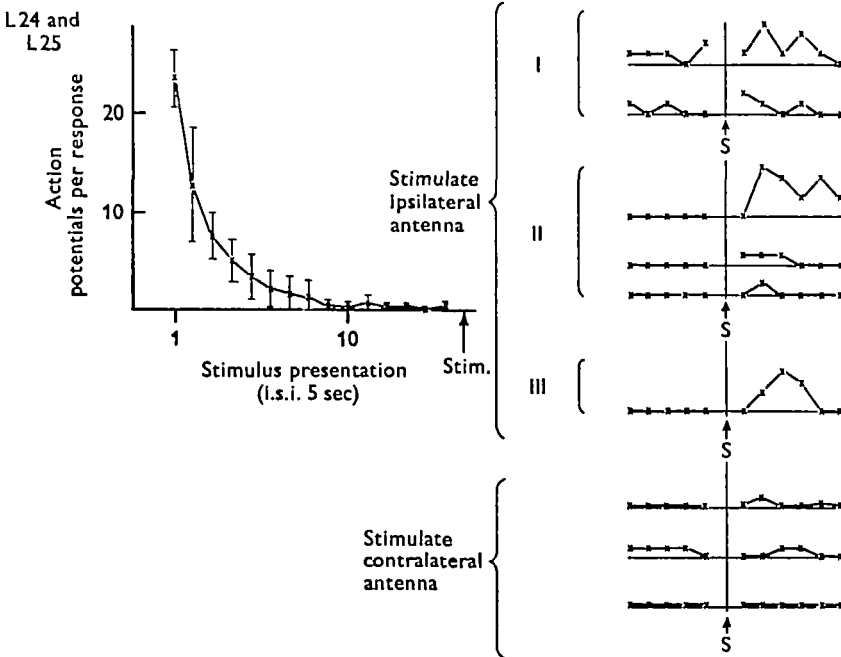 L24 and
L25
Action
potentials per response
20
10
1
10
Stimulus presentation
(i.s.i. 5 sec)
Stim.
Stimulate
ipsilateral
antenna
I
S
II
S
III
S
Stimulate
contralateral
antenna
S